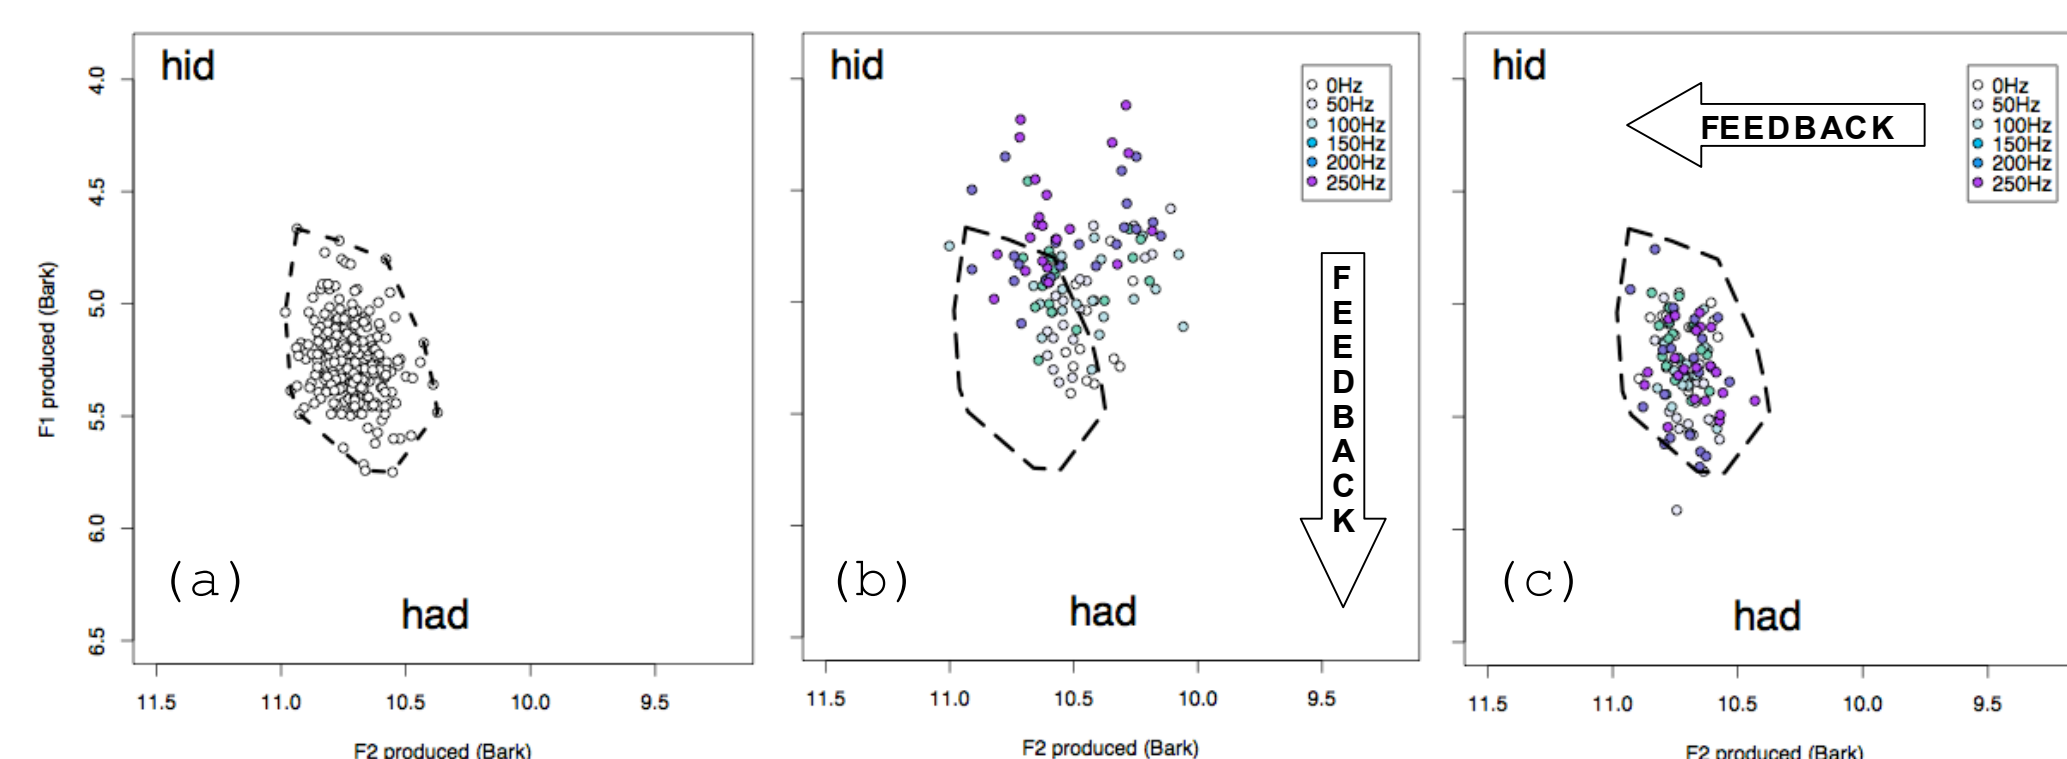 hid
had
(a)
4.0
4.5
5.0
5.5
6.0
6.5
F1 produced (Bark)
11.5
11.0
10.5
10.0
9.5
F2 produced (Bark)
hid
0Hz
50Hz
100Hz
150Hz
200Hz
250Hz
FEEDBACK
(b)
had
11.5
11.0
10.5
10.0
9.5
F2 produced (Bark)
hid
FEEDBACK
0Hz
50Hz
100Hz
150Hz
200Hz
250Hz
(c)
had
11.5
11.0
10.5
10.0
9.5
F2 produced (Bark)